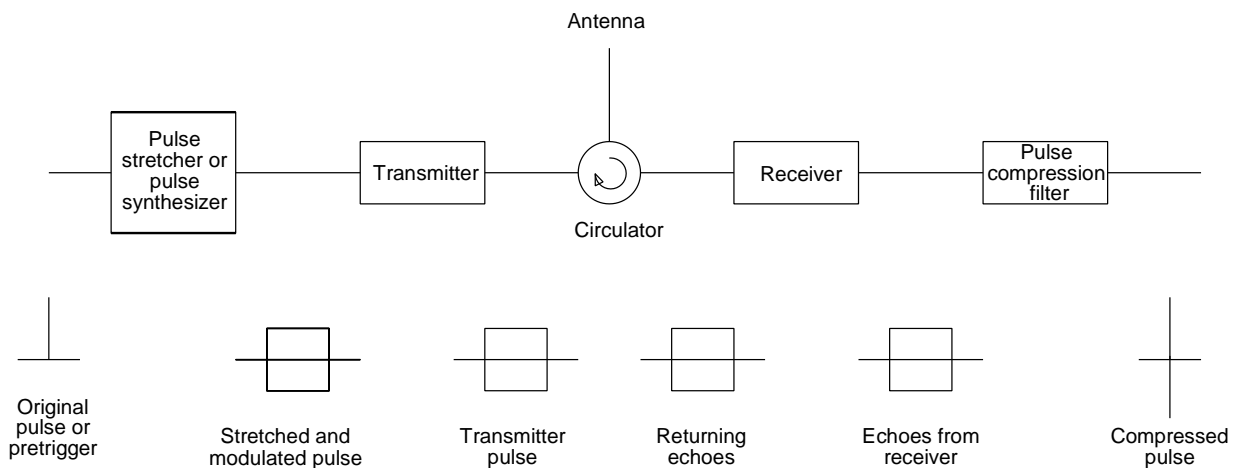 Antenna
Pulse
stretcher or
pulse
synthesizer
Transmitter
Receiver
Pulse
compression
filter
Circulator
Original
pulse or
pretrigger
Stretched and
modulated pulse
Transmitter
pulse
Returning
echoes
Echoes from
receiver
Compressed
pulse